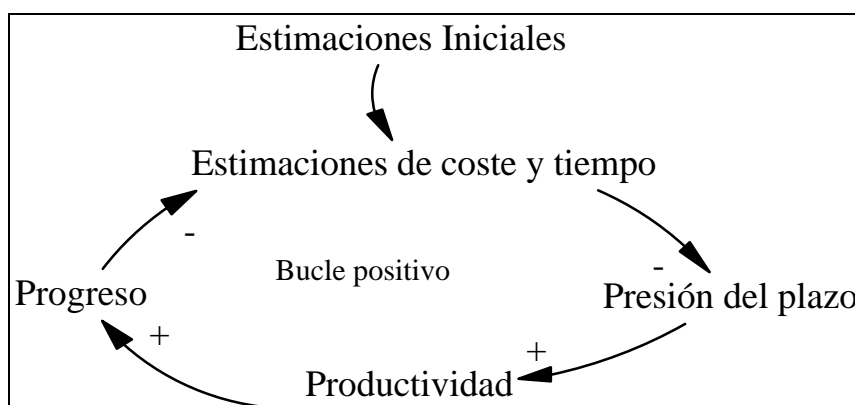 Estimaciones Iniciales
Estimaciones de coste y tiempo
-
-
Bucle positivo
Progreso
Presión del plazo
+
+
Productividad